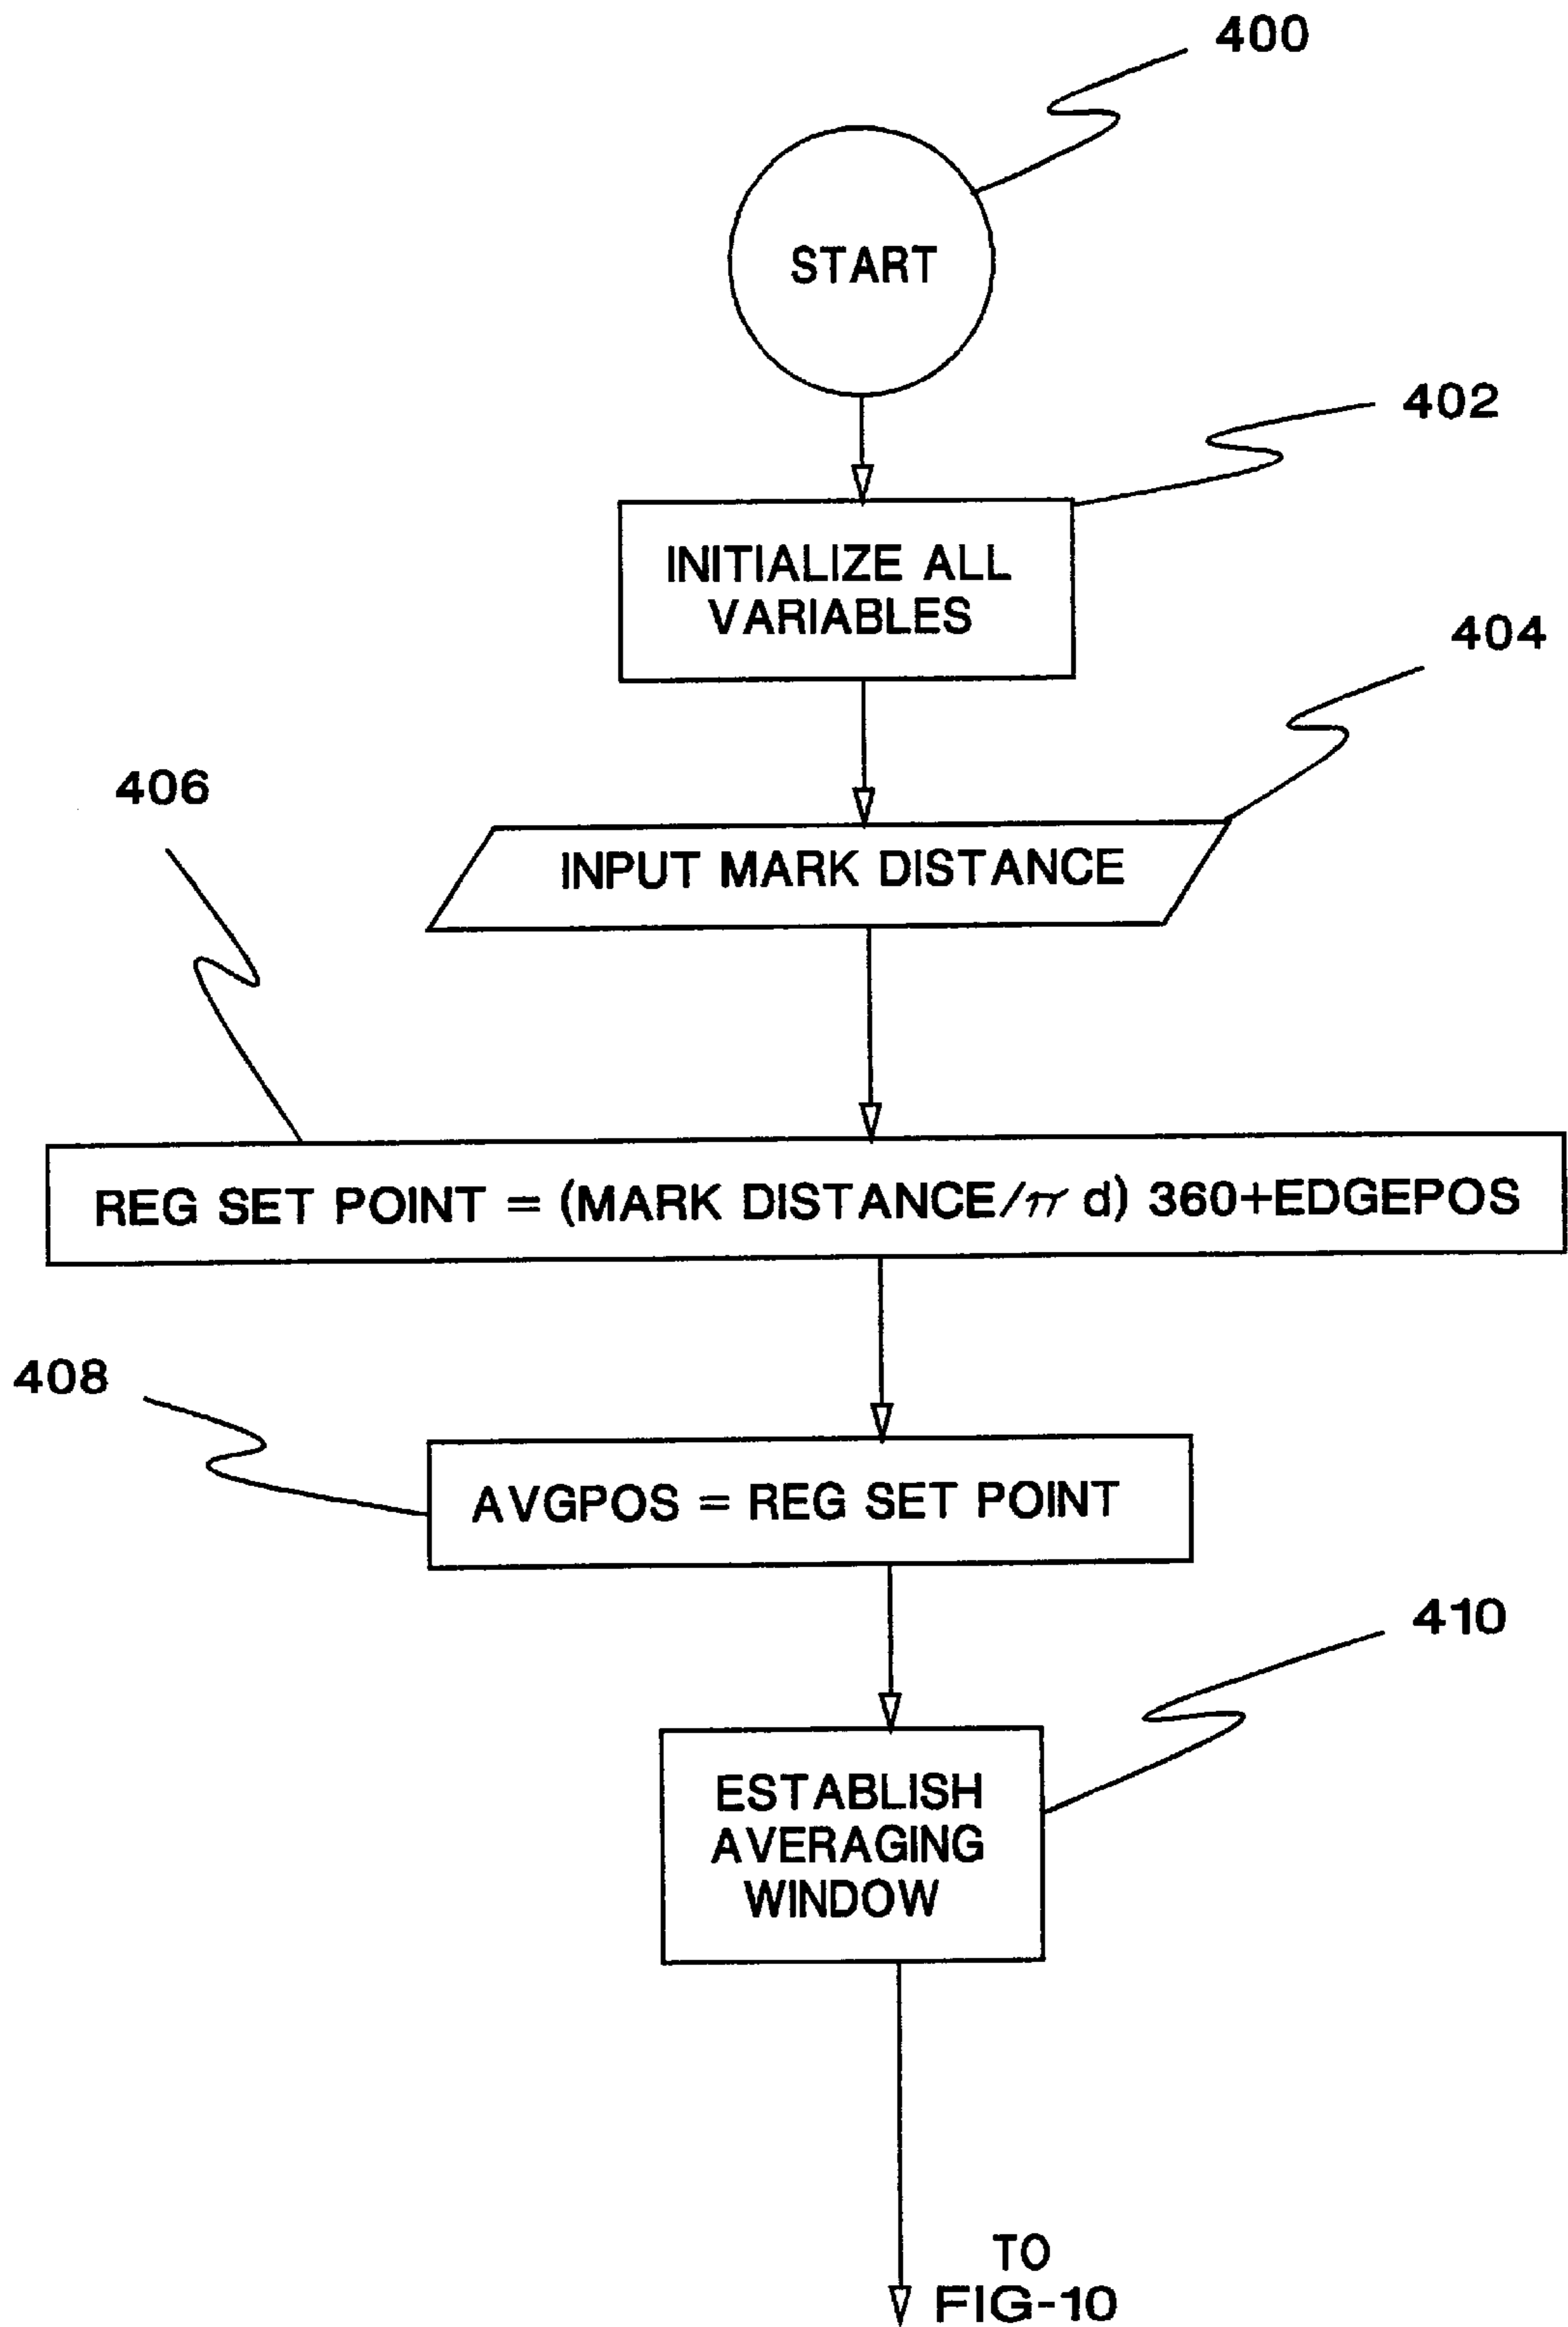 400
START
402
INITIALIZE ALL
VARIABLES
404
INPUT MARK DISTANCE
406
REG SET POINT = (MARK DISTANCE/π d) 360+EDGEPOS
408
AVGPOS = REG SET POINT
410
ESTABLISH
AVERAGING
WINDOW
TO
FIG-10